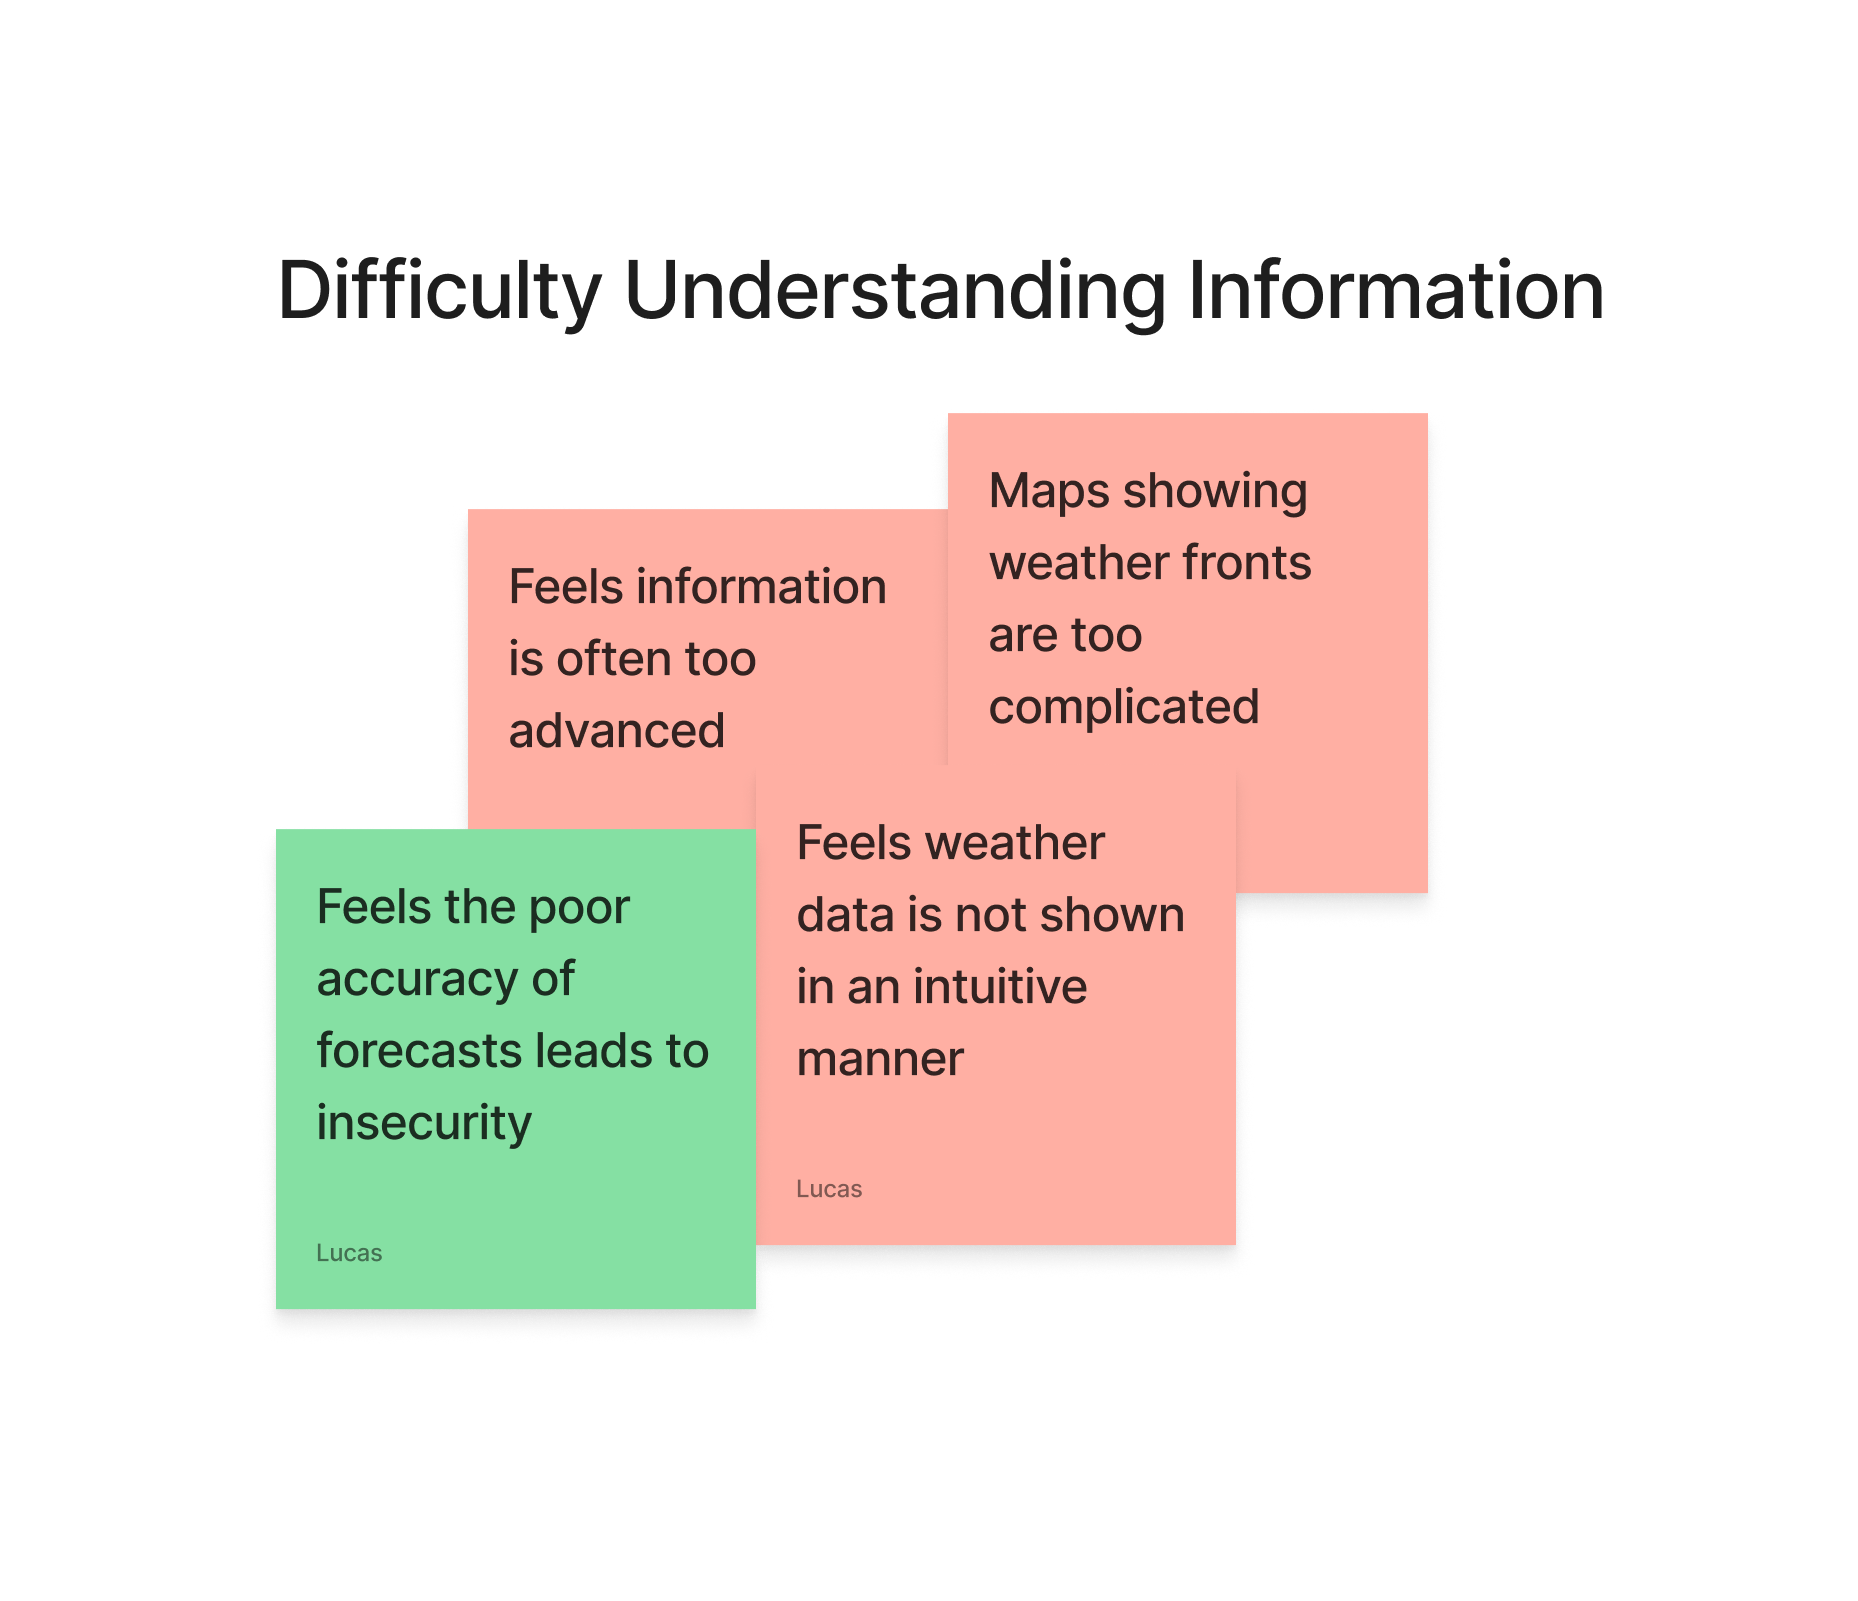 Difficulty Understanding Information
Maps showing
weather fronts
are too
complicated
Feels information
is often too
advanced
Feels weather
data is not shown
in an intuitive
manner
Lucas
Feels the poor
accuracy of
forecasts leads to
insecurity
Lucas